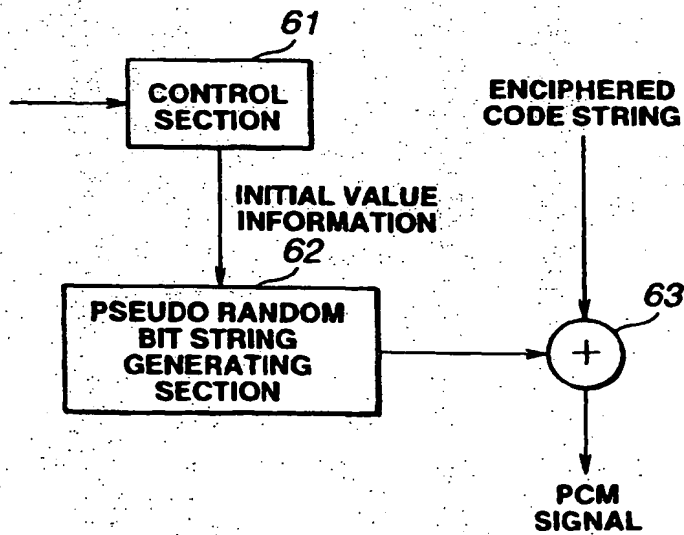 61
CONTROL
SECTION
ENCIPHERED
CODE STRING
INITIAL VALUE
INFORMATION
62
PSEUDO RANDOM
BIT STRING
GENERATING
SECTION
63
+
PCM
SIGNAL